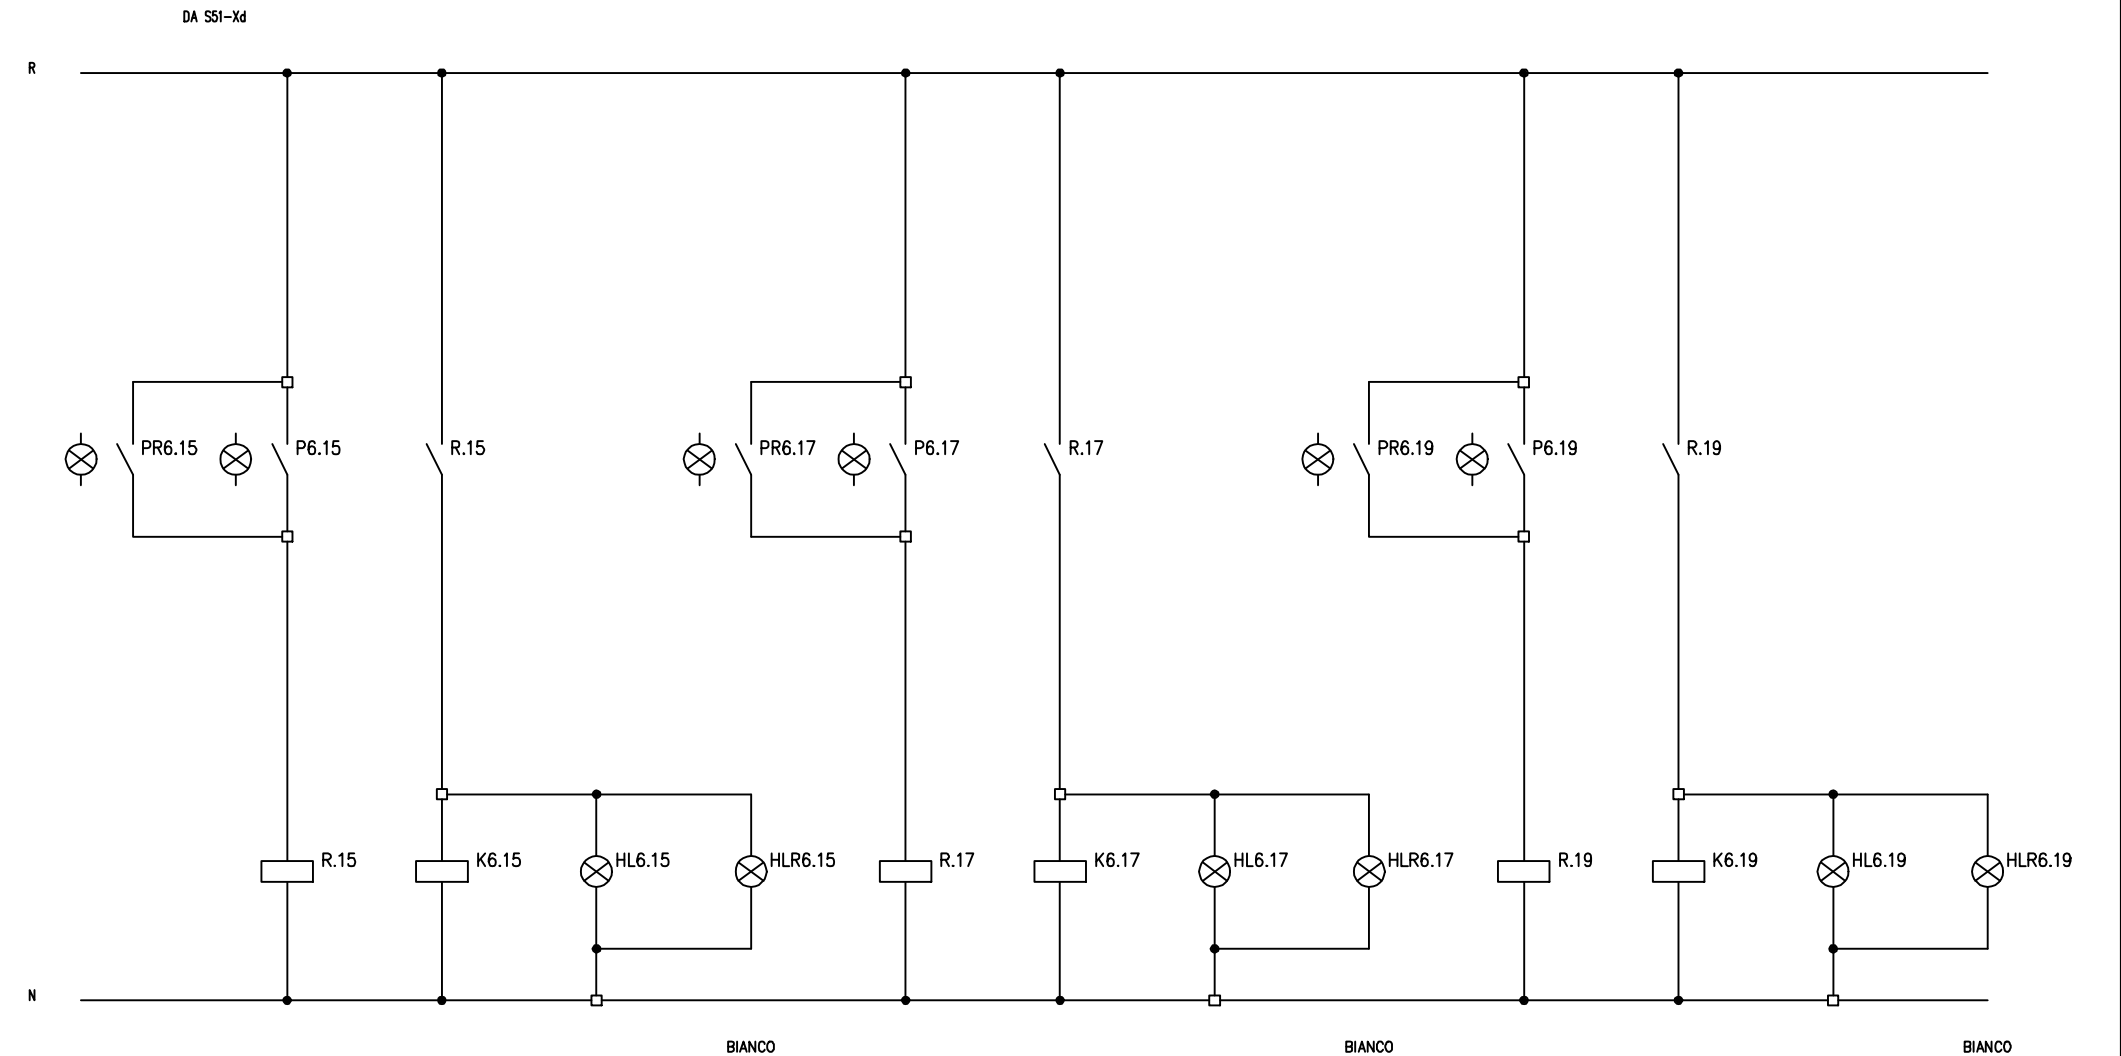 DA S51-Xd
R
PR6.15 P6.15 R.15 PR6.17 P6.17 R.17 PR6.19 P6.19 R.19
R.15 K6.15 HL6.15 HLR6.15 R.17 K6.17 HL6.17 HLR6.17 R.19 K6.19 HL6.19 HLR6.19
N
BIANCO BIANCO BIANCO